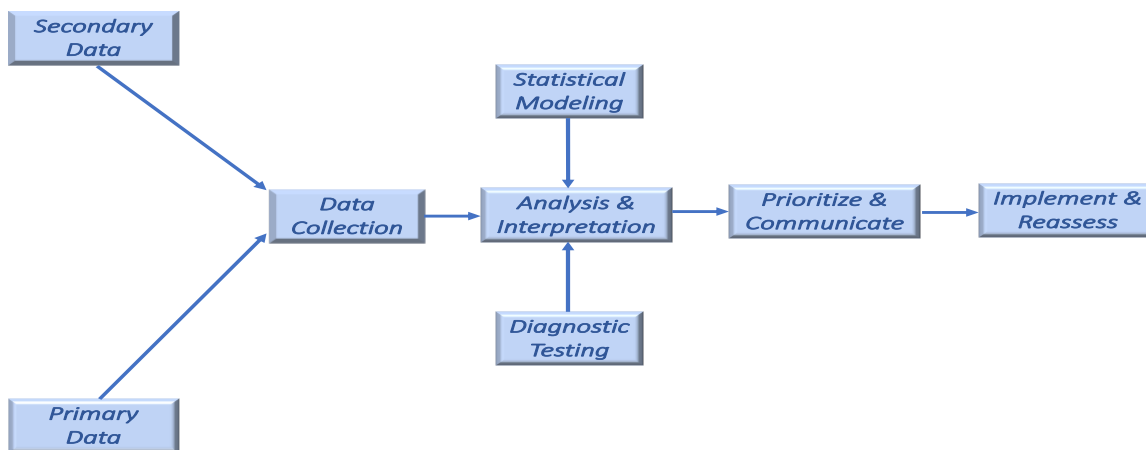 Secondary
Data
Statistical
Modeling
Data
Collection
Analysis &
Interpretation
Prioritize &
Communicate
Implement &
Reassess
Diagnostic
Testing
Primary
Data